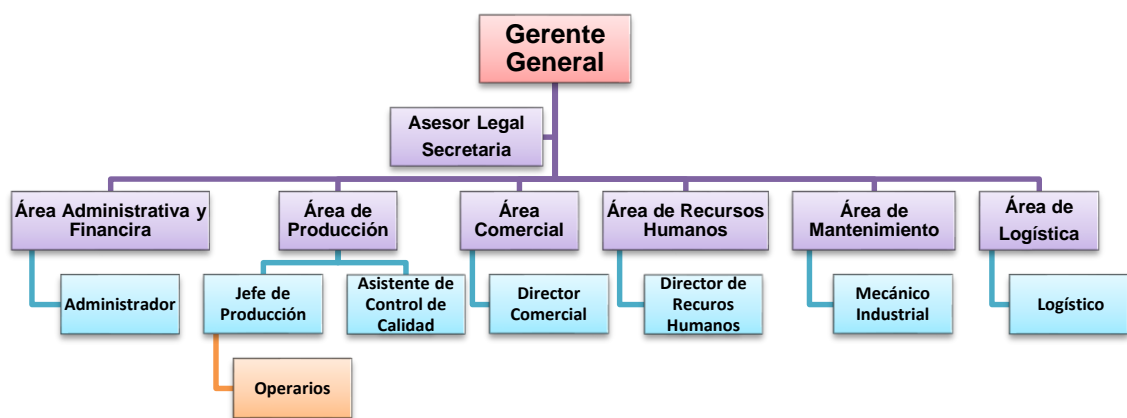 Gerente
General
Asesor Legal
Secretaria
Área Administrativa y
Financira
Área de
Producción
Área
Comercial
Área de Recursos
Humanos
Área de
Mantenimiento
Área de
Logística
Administrador
Jefe de
Producción
Asistente de
Control de
Calidad
Director
Comercial
Director de
Recuros
Humanos
Mecánico
Industrial
Logístico
Operarios